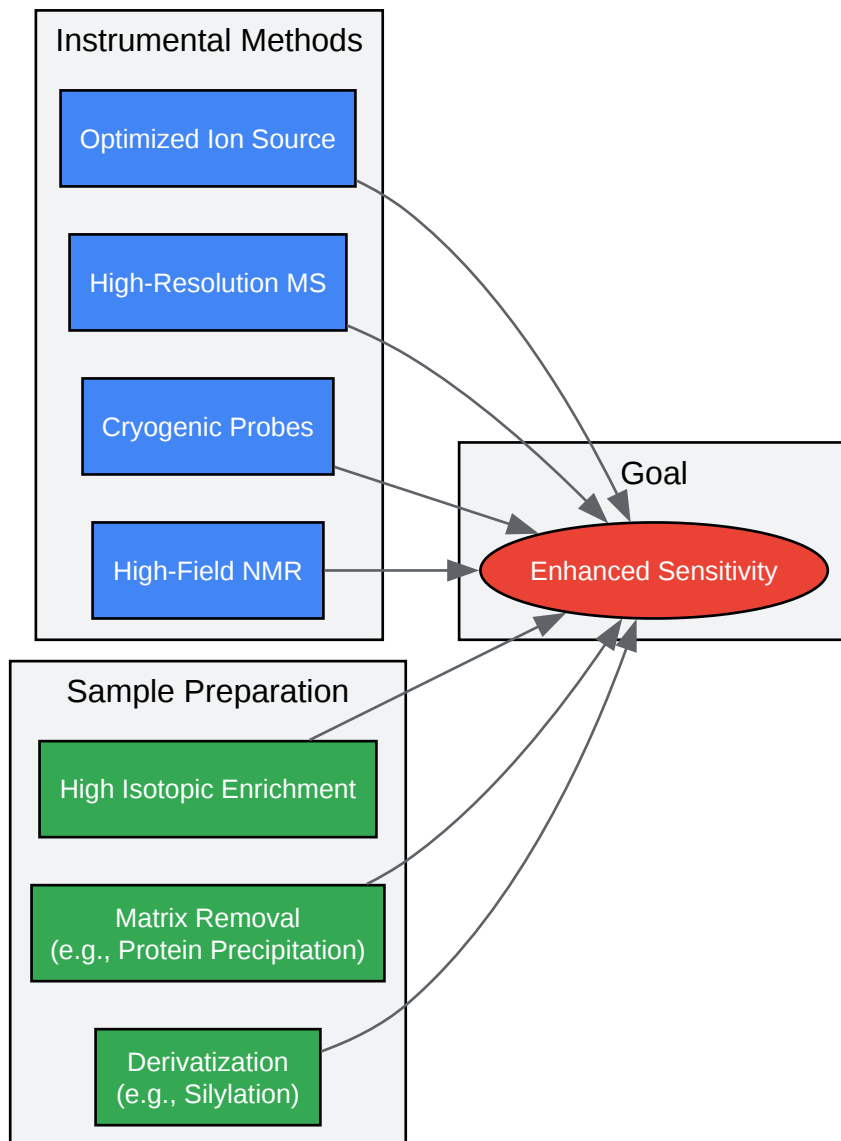 Instrumental Methods
Optimized Ion Source
High-Resolution MS
Cryogenic Probes
High-Field NMR
Goal
Enhanced Sensitivity
Sample Preparation
High Isotopic Enrichment
Matrix Removal
(e.g., Protein Precipitation)
Derivatization
(e.g., Silylation)